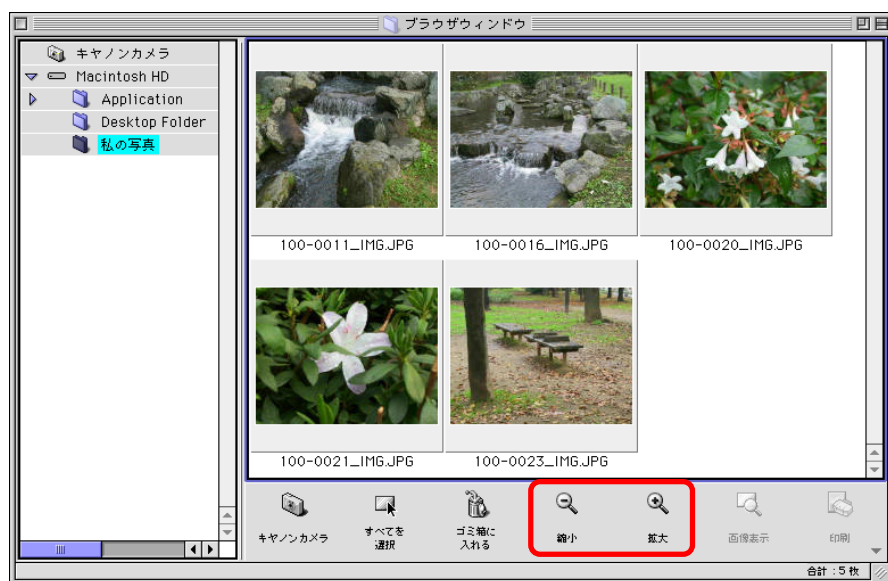 ブラウザウィンドウ
キヤノンカメラ
Macintosh HD
Application
Desktop Folder
私の写真
100-0011_IMG.JPG
100-0016_IMG.JPG
100-0020_IMG.JPG
100-0021_IMG.JPG
100-0023_IMG.JPG
キヤノンカメラ
すべてを
選択
ゴミ箱に
入れる
縮小
拡大
画像表示
印刷
合計:5枚